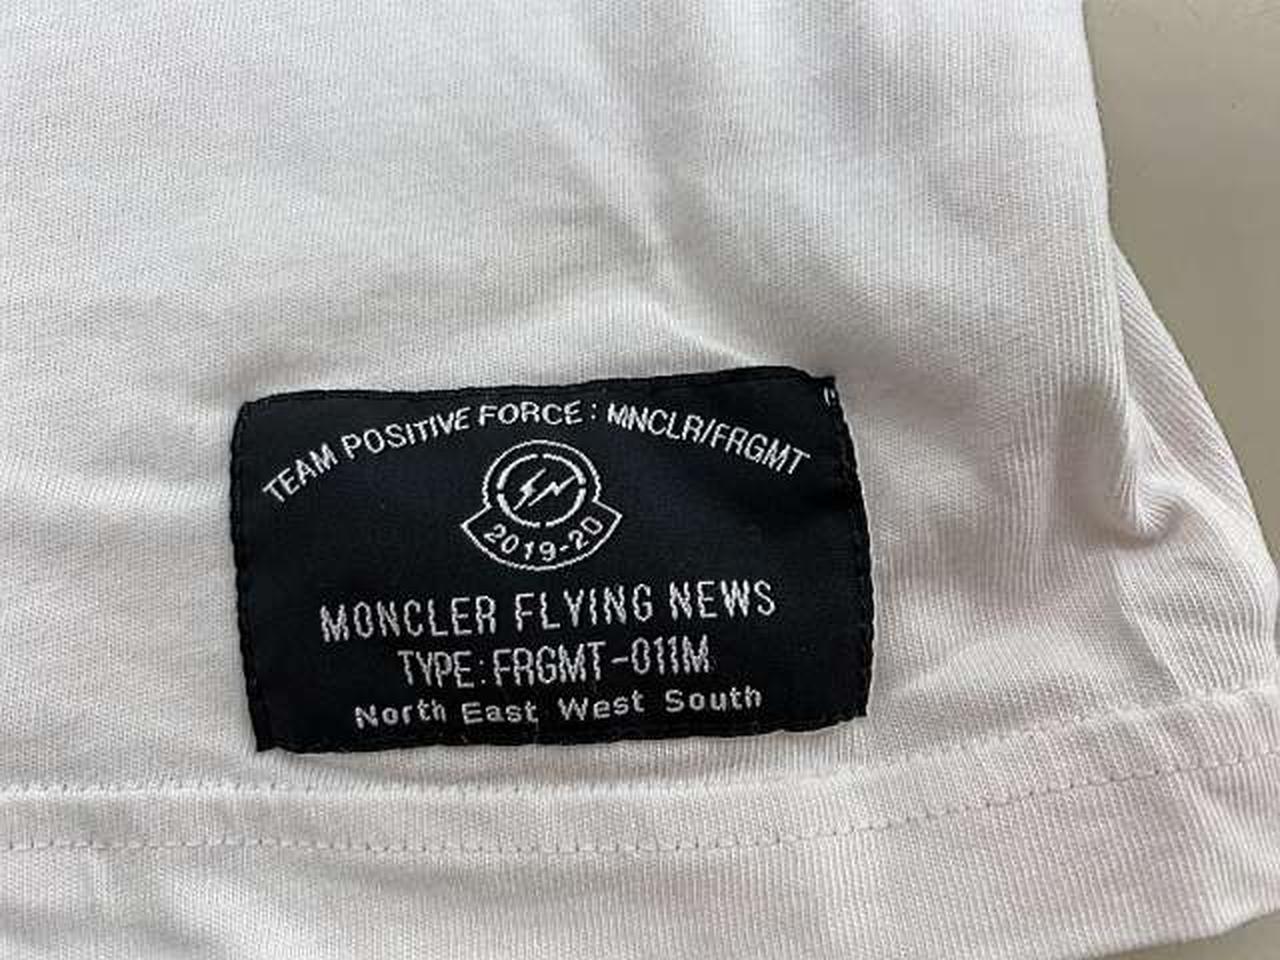 TEAM POSITIVE FORCE : MNCLR/FRGMT
2019-20
MONCLER FLYING NEWS
TYPE:FRGMT-011M
North East West South